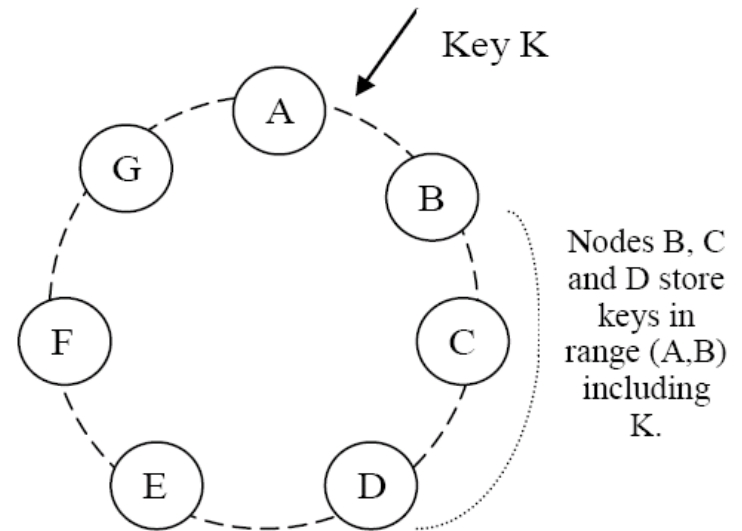 Key K
A
G
B
Nodes B, C
and D store
keys in
range (A,B)
including
K.
F
C
E
D